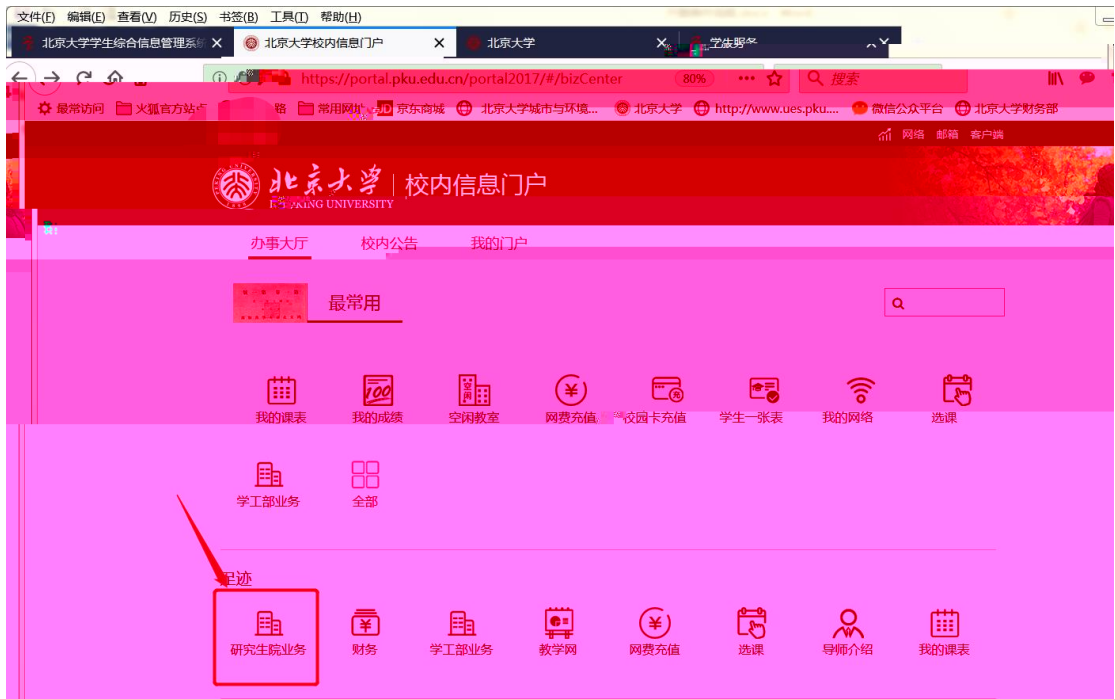 文件(F) 编辑(E) 查看(V) 历史(S) 书签(B) 工具(T) 帮助(H)
北京大学学生综合信息管理系统 北京大学校内信息门户 北京大学
https://portal.pku.edu.cn/portal2017/#/bizCenter 80% 搜索
最常访问 火狐官方站点 常用网址 JD 京东商城 北京大学城市与环境... 北京大学 http://www.ues.pku.... 微信公众平台 北京大学财务部
网络 邮箱 客户端
北京大学 校内信息门户
PEKING UNIVERSITY
办事大厅 校内公告 我的门户
最常用
100 空闲
我的课表 我的成绩 空闲教室 网费充值 校园卡充值 学生一张表 我的网络 选课
学工部业务 全部
足迹
研究生院业务 财务 学工部业务 教学网 网费充值 选课 导师介绍 我的课表